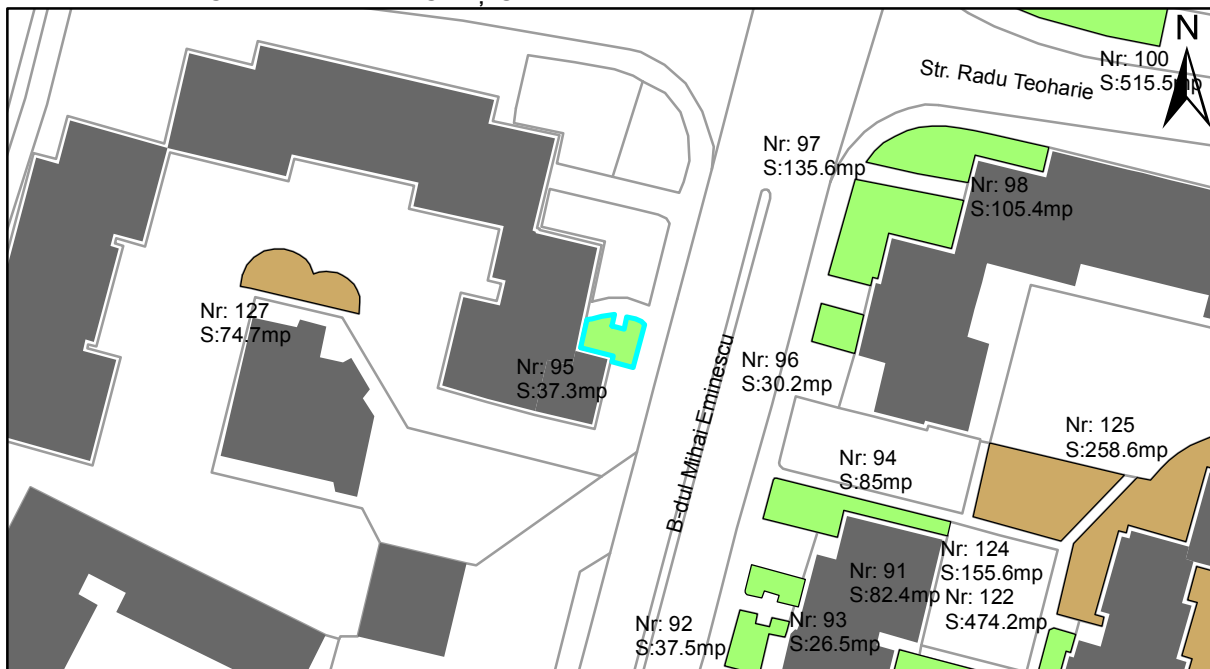 N
Nr: 100
S:515.5mp
Str. Radu Teoharie
Nr: 97
S:135.6mp
Nr: 98
S:105.4mp
Nr: 127
S:74.7mp
Nr: 95
S:37.3mp
Nr: 96
S:30.2mp
B-dul Mihai Eminescu
Nr: 125
S:258.6mp
Nr: 94
S:85mp
Nr: 124
S:155.6mp
Nr: 91
S:82.4mp
Nr: 122
S:474.2mp
Nr: 92
S:37.5mp
Nr: 93
S:26.5mp